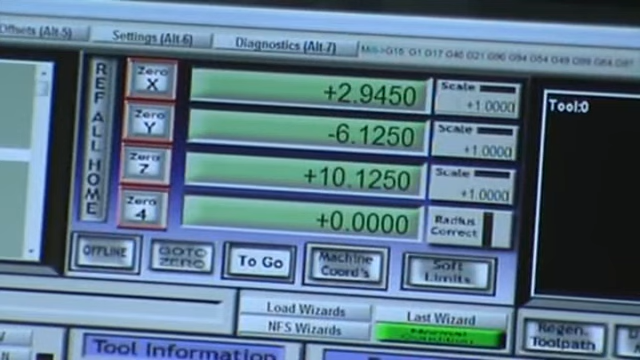 Offsets (Alt-5) Settings (Alt-6) Diagnostics (Alt-7)
REF ALL HOME
Zero X +2.9450 Scale +1.0000
Zero Y -6.1250 Scale +1.0000
Zero Z +10.1250 Scale +1.0000
Zero 4 +0.0000 Radius Correct
OFFLINE GOTO ZERO To Go Machine Coord's Soft Limits
Tool:0
Load Wizards Last Wizard
NFS Wizards Normal Condition
Regen. Toolpath
Tool Information